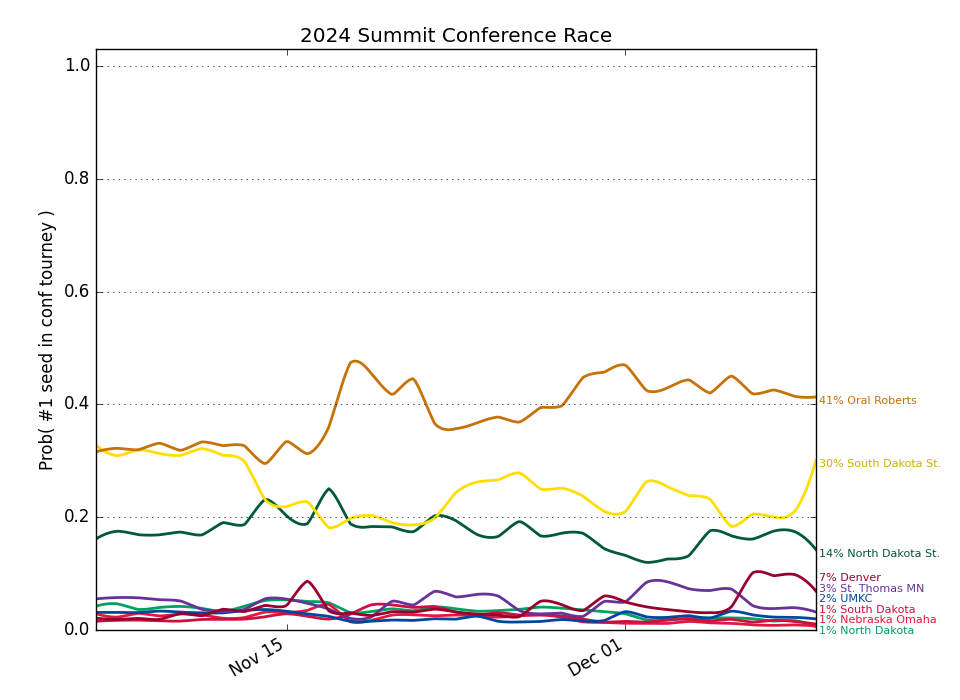 2024 Summit Conference Race
Prob( #1 seed in conf tourney )
1.0
0.8
0.6
0.4
0.2
0.0
Nov 15
Dec 01
41% Oral Roberts
30% South Dakota St.
14% North Dakota St.
7% Denver
3% St. Thomas MN
2% UMKC
1% South Dakota
1% Nebraska Omaha
1% North Dakota